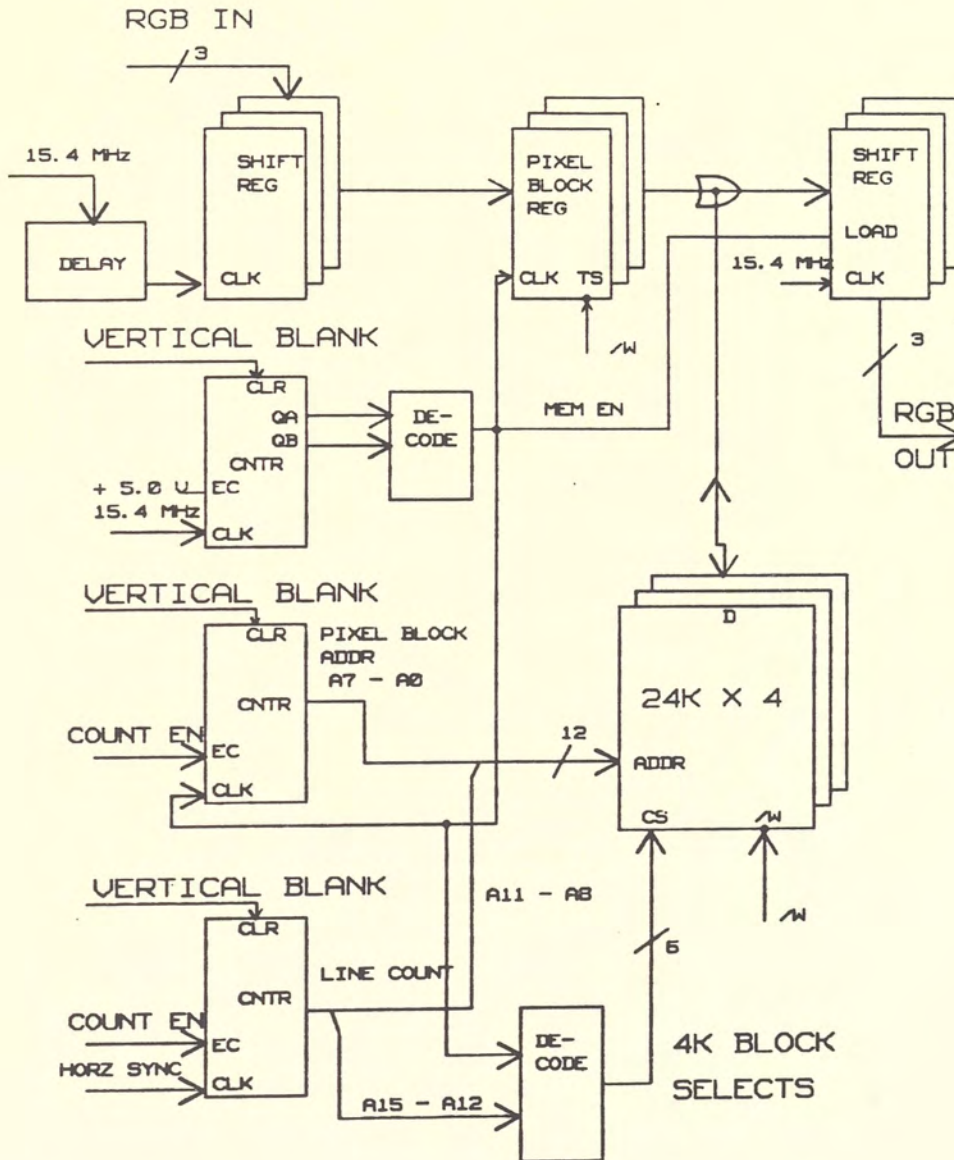 RGB IN
3
15.4 MHz
DELAY
SHIFT
REG
CLK
PIXEL
BLOCK
REG
CLK TS
/W
SHIFT
REG
LOAD
15.4 MHz
CLK
3
RGB
OUT
VERTICAL BLANK
CLR
QA
QB
CNTR
+ 5.0 V
EC
15.4 MHz
CLK
DE-
CODE
MEM EN
VERTICAL BLANK
CLR
PIXEL BLOCK
ADDR
A7 - A0
CNTR
COUNT EN
EC
CLK
12
D
24K X 4
ADDR
CS
/W
/W
A11 - A8
6
VERTICAL BLANK
CLR
CNTR
LINE COUNT
COUNT EN
EC
HORZ SYNC
CLK
A15 - A12
DE-
CODE
4K BLOCK
SELECTS